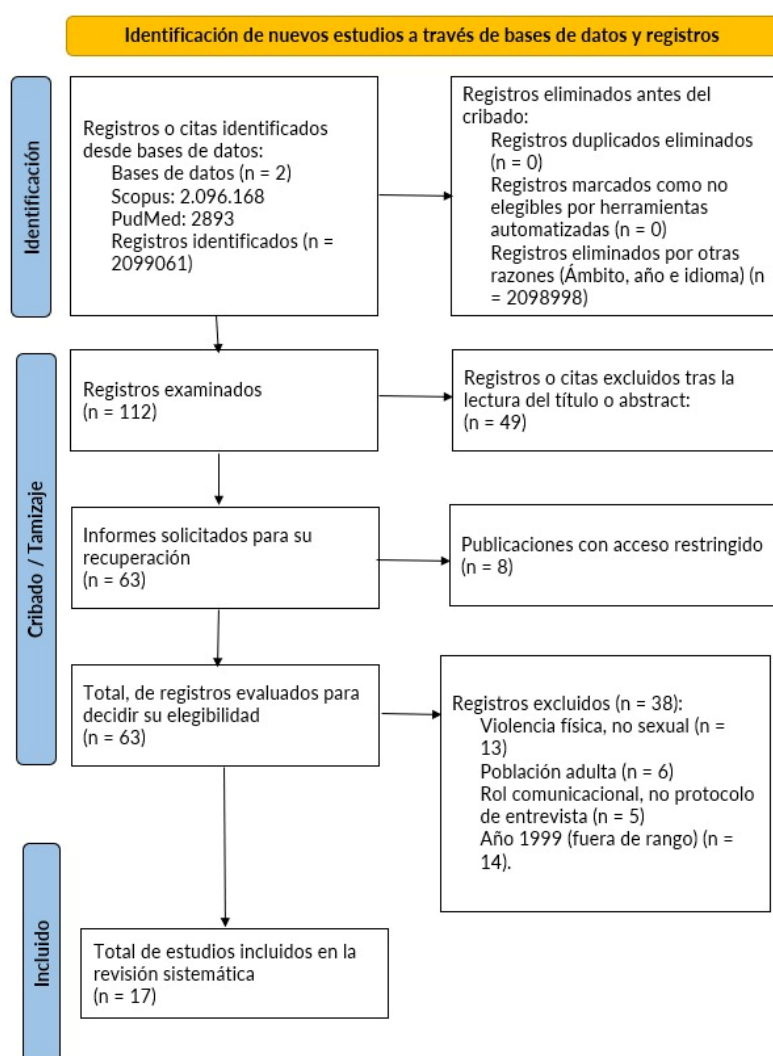 Identificación de nuevos estudios a través de bases de datos y registros
Identificación
Registros o citas identificados
desde bases de datos:
Bases de datos (n = 2)
Scopus: 2.096.168
PudMed: 2893
Registros identificados (n =
2099061)
Registros eliminados antes del
cribado:
Registros duplicados eliminados
(n = 0)
Registros marcados como no
elegibles por herramientas
automatizadas (n = 0)
Registros eliminados por otras
razones (Ámbito, año e idioma) (n
= 2098998)
Cribado / Tamizaje
Registros examinados
(n = 112)
Registros o citas excluidos tras la
lectura del título o abstract:
(n = 49)
Informes solicitados para su
recuperación
(n = 63)
Publicaciones con acceso restringido
(n = 8)
Total, de registros evaluados para
decidir su elegibilidad
(n = 63)
Registros excluidos (n = 38):
Violencia física, no sexual (n =
13)
Población adulta (n = 6)
Rol comunicacional, no protocolo
de entrevista (n = 5)
Año 1999 (fuera de rango) (n =
14).
Incluido
Total de estudios incluidos en la
revisión sistemática
(n = 17)